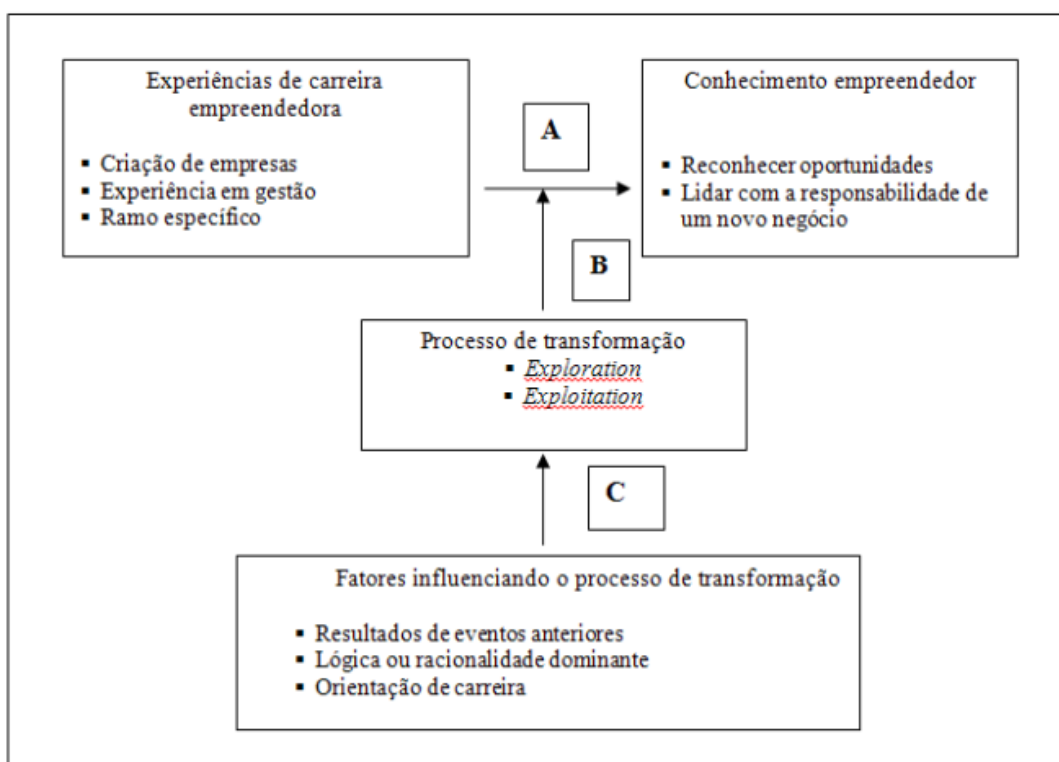 Experiências de carreira
empreendedora
▪ Criação de empresas
▪ Experiência em gestão
▪ Ramo específico
A
Conhecimento empreendedor
▪ Reconhecer oportunidades
▪ Lidar com a responsabilidade de
um novo negócio
B
Processo de transformação
▪ Exploration
▪ Exploitation
C
Fatores influenciando o processo de transformação
▪ Resultados de eventos anteriores
▪ Lógica ou racionalidade dominante
▪ Orientação de carreira